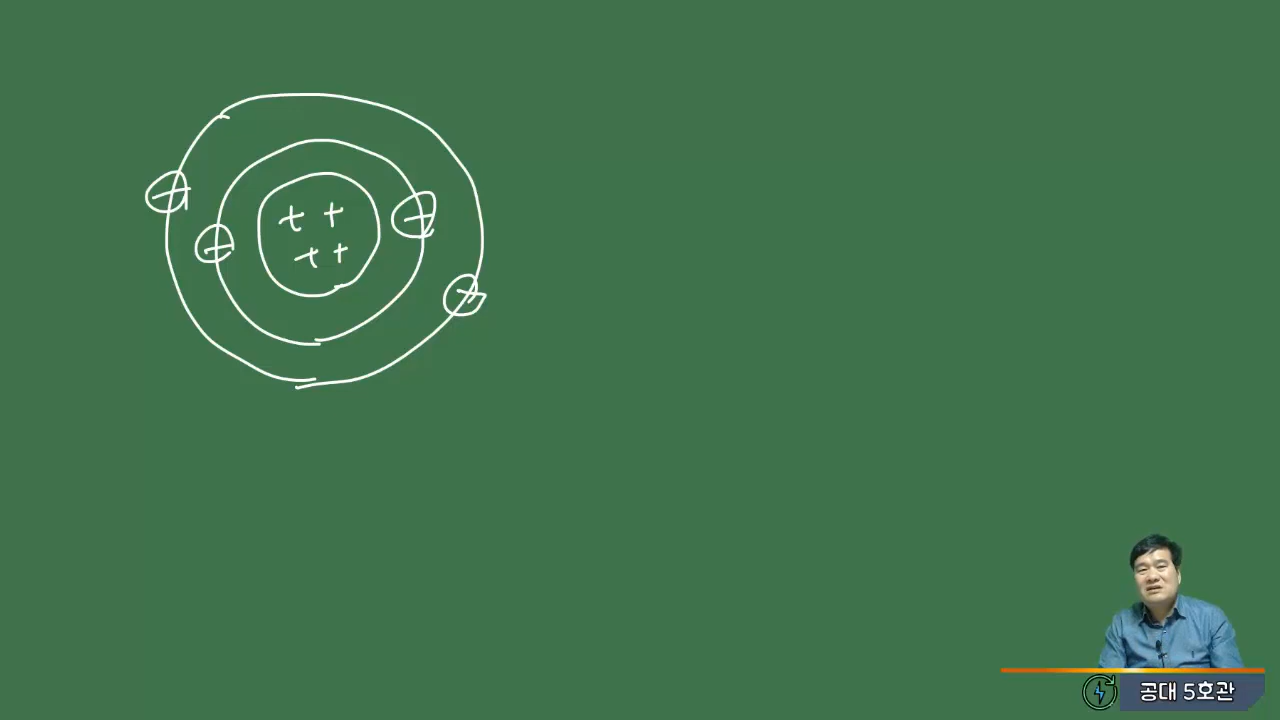 + +
+ +
공대 5호관